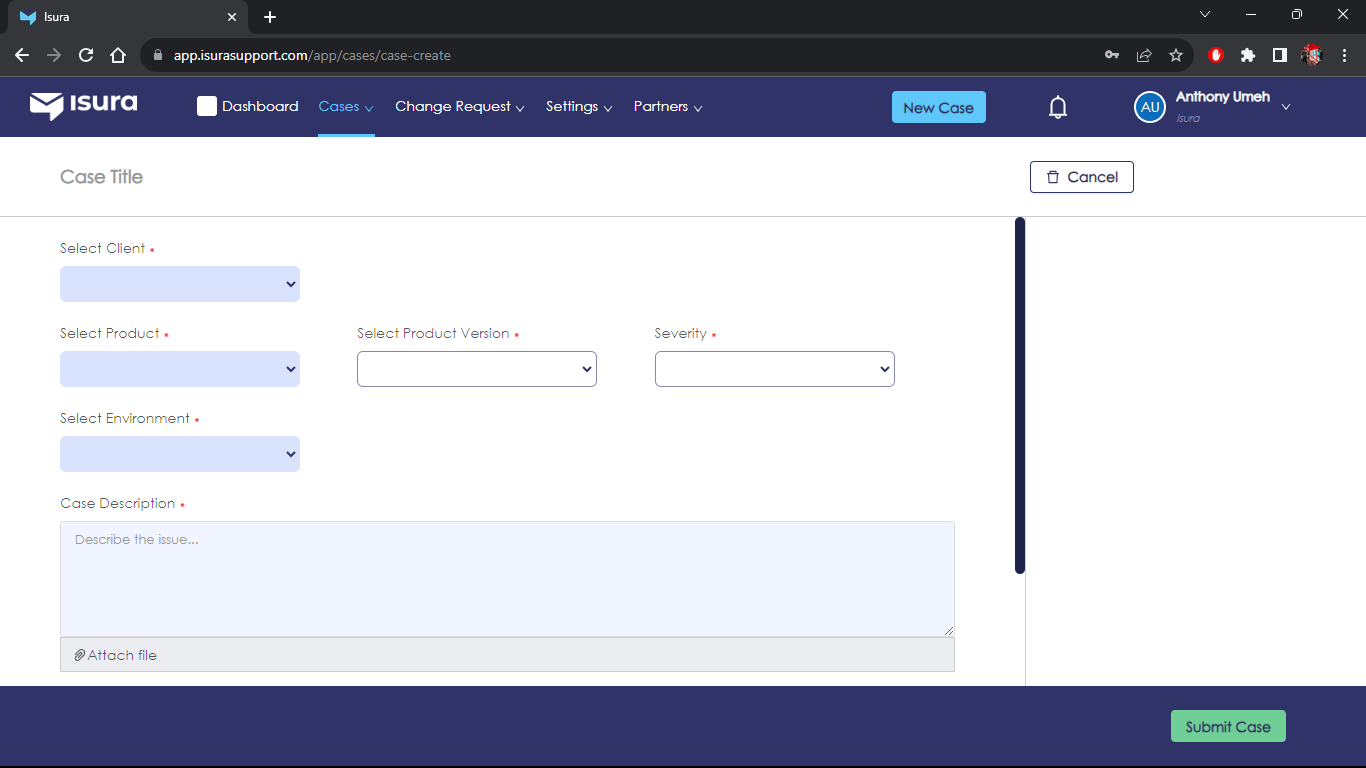 Isura
app.isurasupport.com/app/cases/case-create
ISURA
Dashboard Cases Change Request Settings Partners New Case AU Anthony Umeh
Isura
Case Title Cancel
Select Client *
Select Product * Select Product Version * Severity *
Select Environment *
Case Description *
Describe the issue...
Attach file
Submit Case